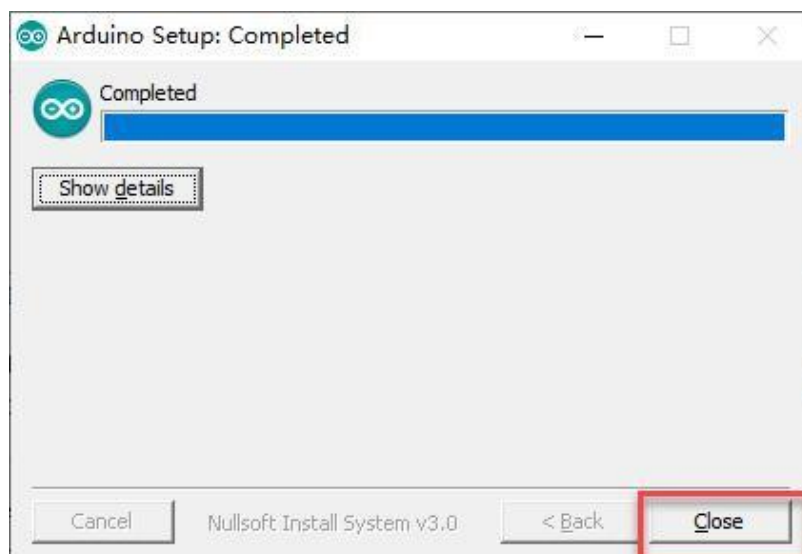 Arduino Setup: Completed
Completed
Show details
Cancel
Nullsoft Install System v3.0
< Back
Close